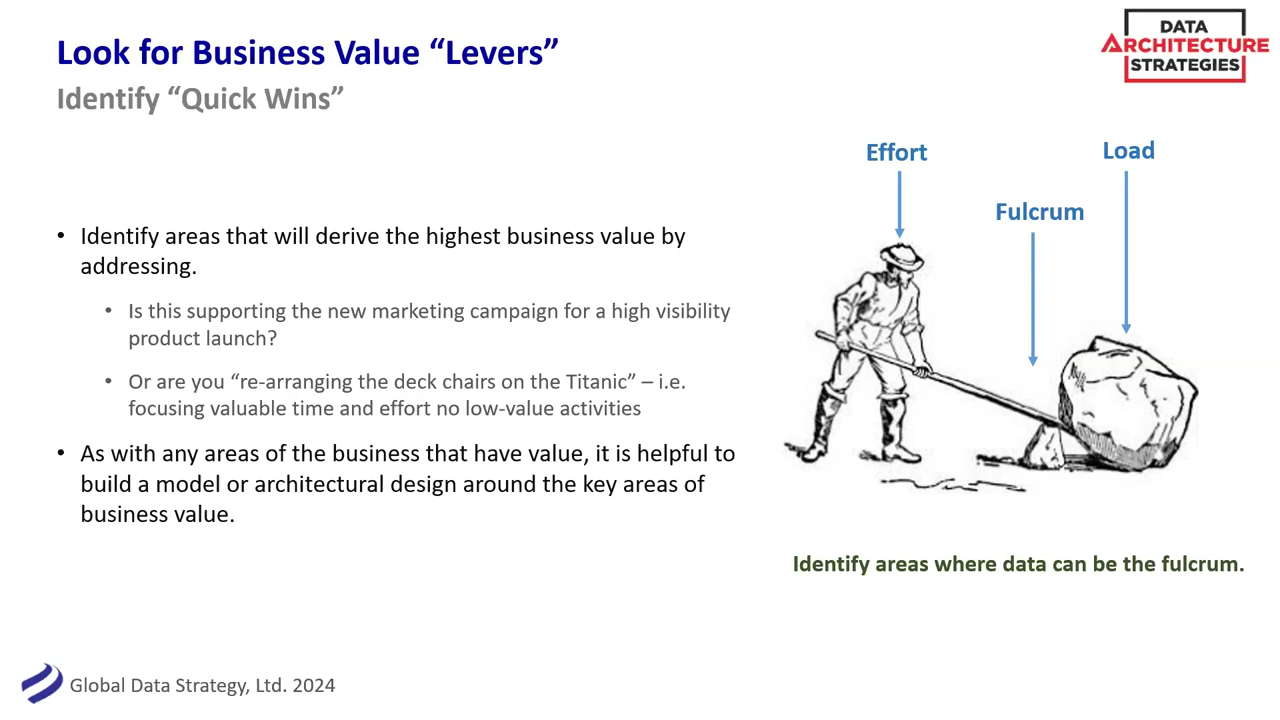 Look for Business Value “Levers”
Identify “Quick Wins”
DATA
ARCHITECTURE
STRATEGIES
• Identify areas that will derive the highest business value by
addressing.
• Is this supporting the new marketing campaign for a high visibility
product launch?
• Or are you “re-arranging the deck chairs on the Titanic” – i.e.
focusing valuable time and effort no low-value activities
• As with any areas of the business that have value, it is helpful to
build a model or architectural design around the key areas of
business value.
Effort
Load
Fulcrum
Identify areas where data can be the fulcrum.
Global Data Strategy, Ltd. 2024